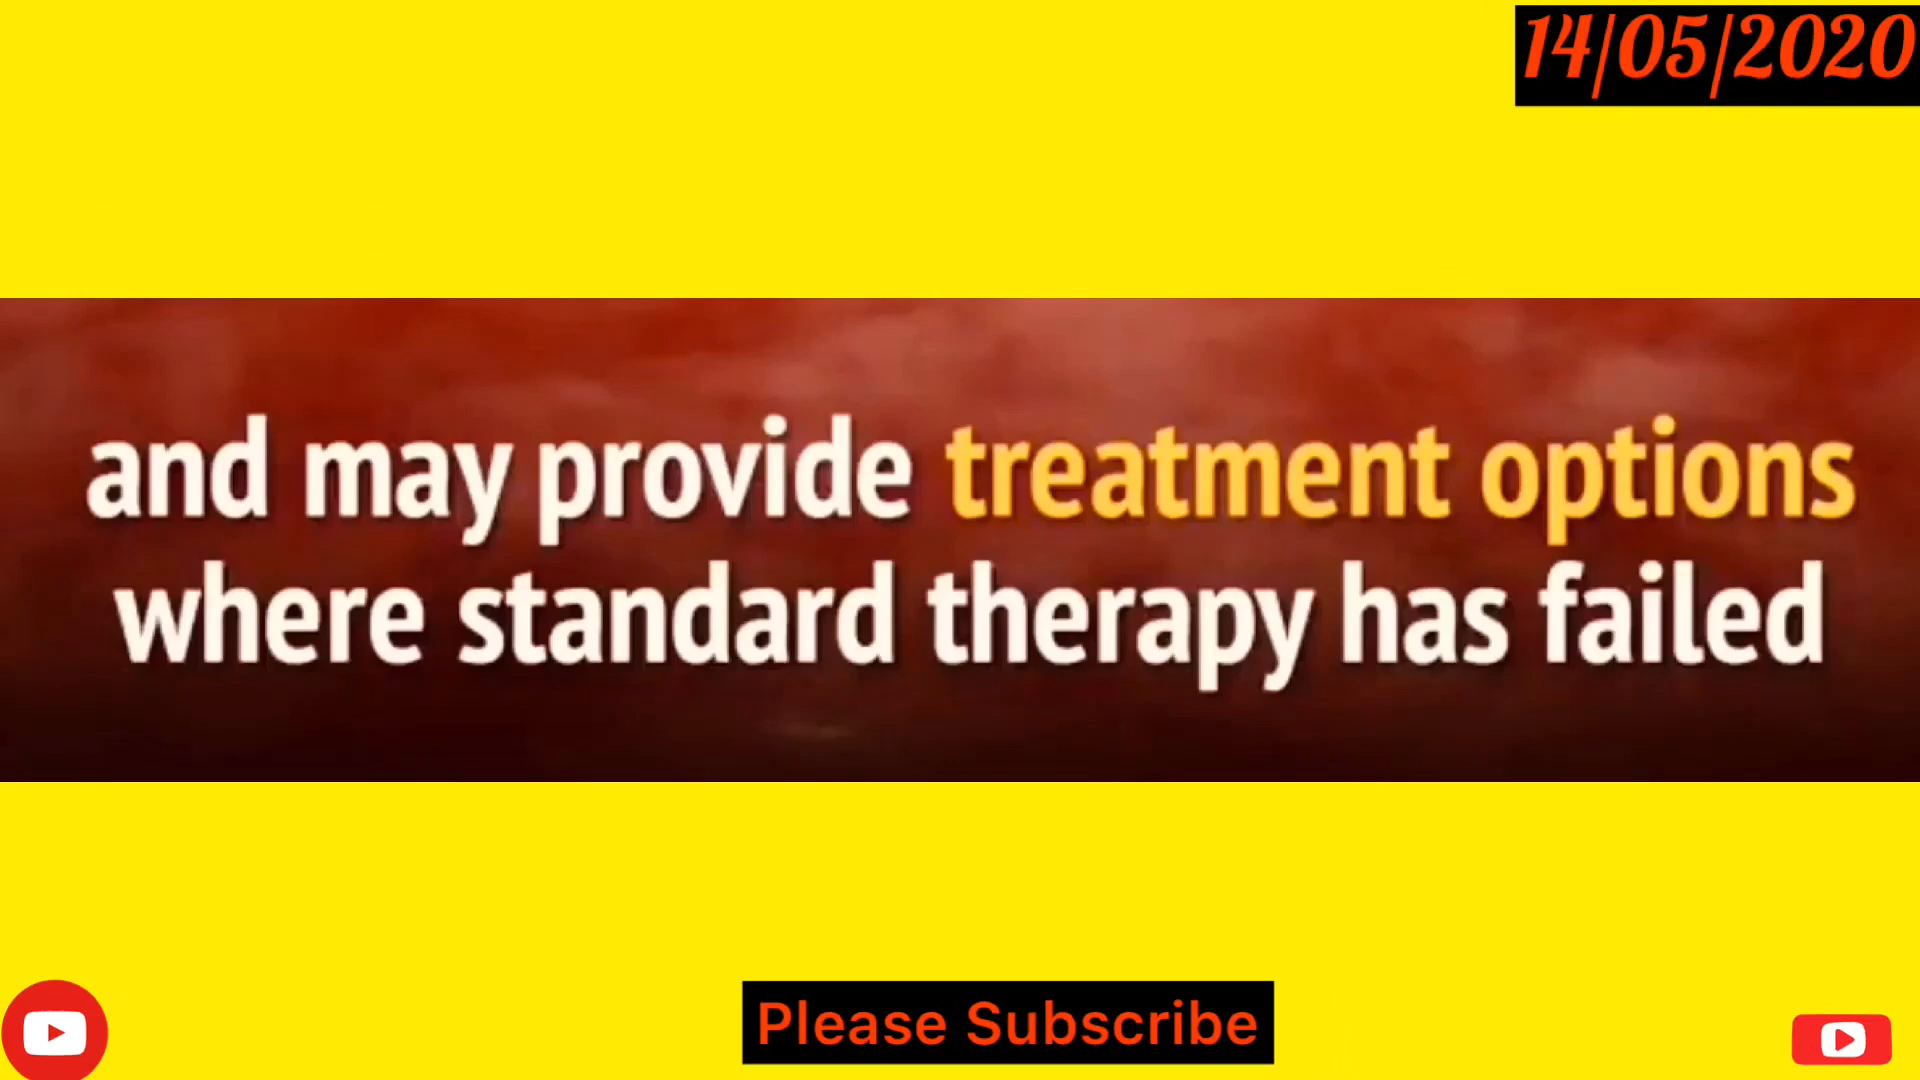 14/05/2020
and may provide treatment options
where standard therapy has failed
Please Subscribe